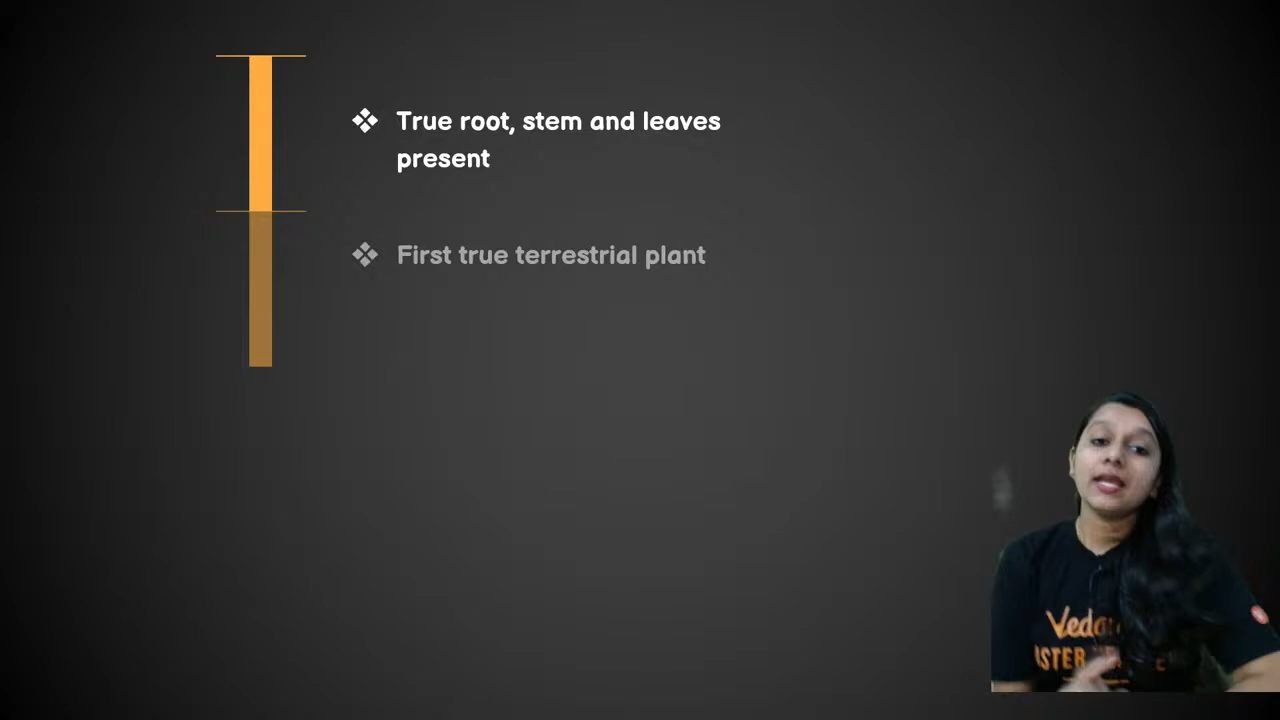 ❖ True root, stem and leaves
present
❖ First true terrestrial plant